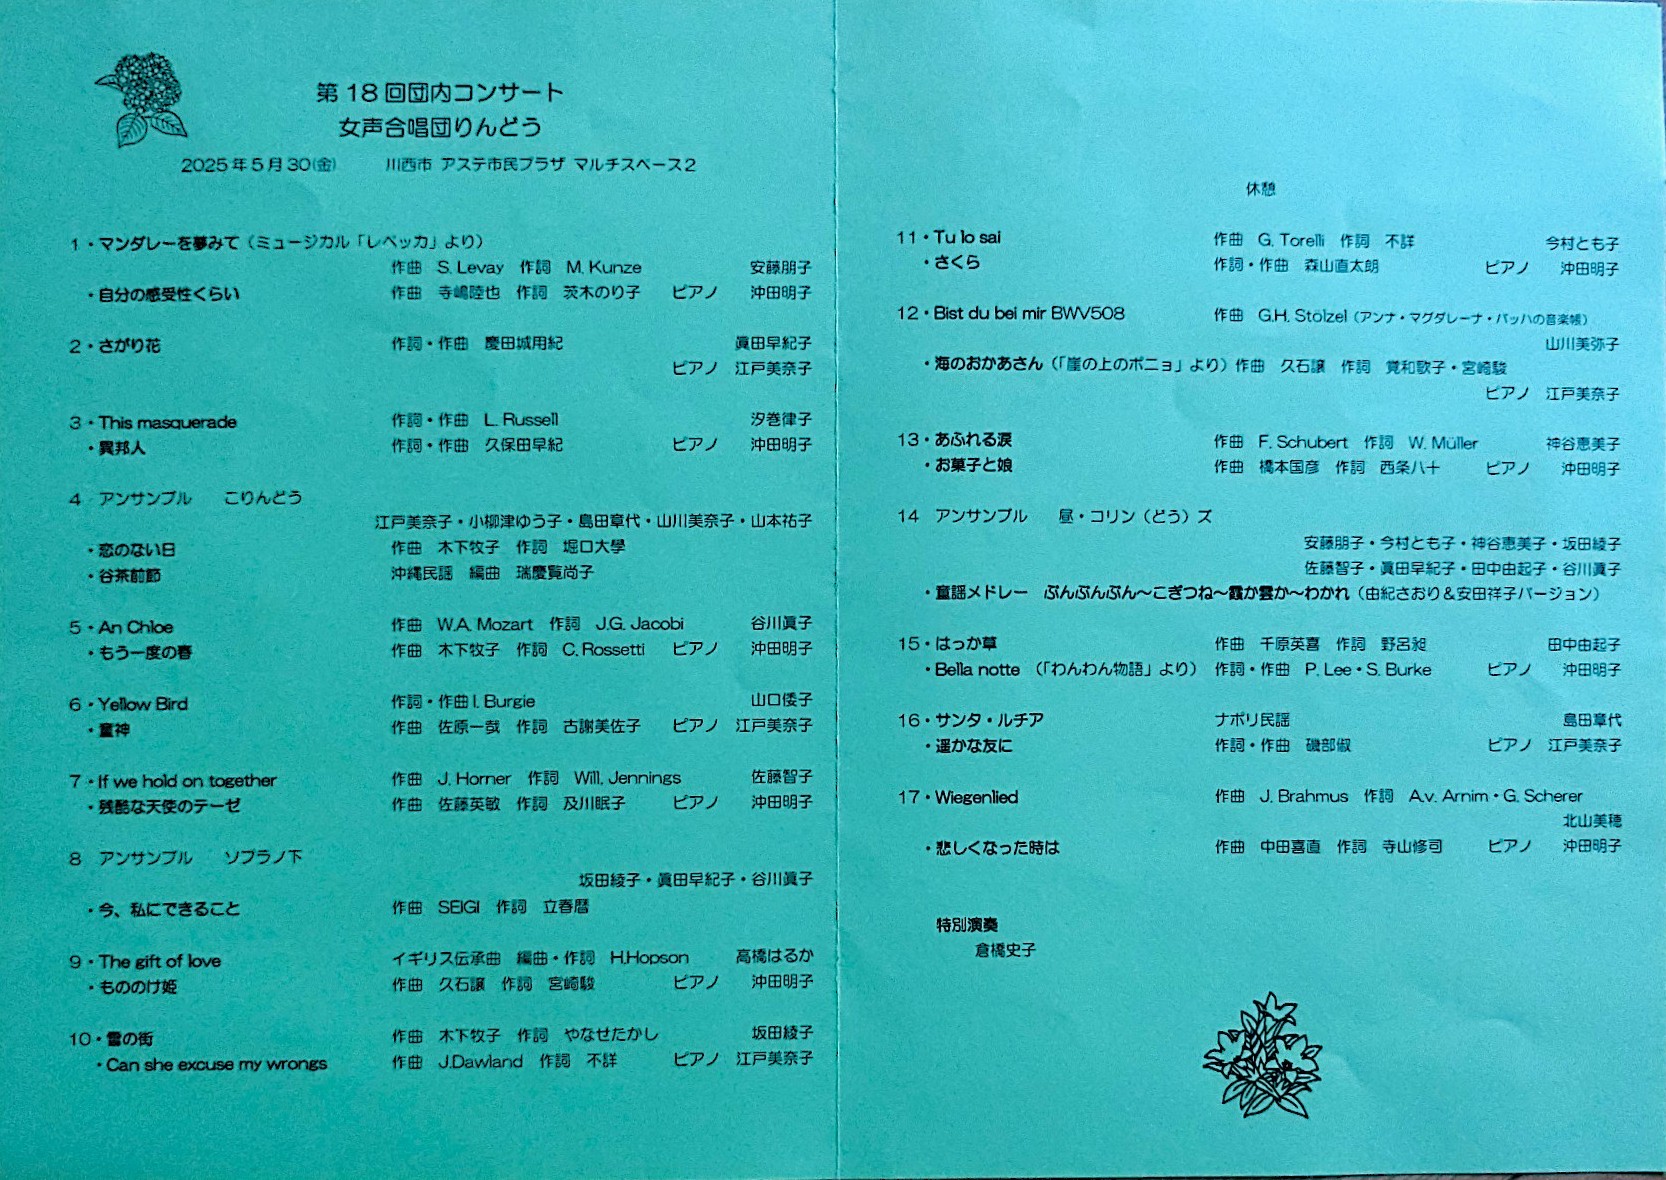 第18回団内コンサート
女声合唱団りんどう
2025年5月30(金) 川西市 アステ市民プラザ マルチスペース2
1・マンダレーを夢みて(ミュージカル「レベッカ」より)
作曲 S. Levay 作詞 M. Kunze 安藤朋子
・自分の感受性くらい 作曲 寺嶋陸也 作詞 茨木のり子 ピアノ 沖田明子
2・さがり花 作詞・作曲 慶田城用紀 眞田早紀子
ピアノ 江戸美奈子
3・This masquerade 作詞・作曲 L. Russell 汐巻律子
・異邦人 作詞・作曲 久保田早紀 ピアノ 沖田明子
4 アンサンブル こりんどう
江戸美奈子・小柳津ゆう子・島田章代・山川美奈子・山本祐子
・恋のない日 作曲 木下牧子 作詞 堀口大學
・谷茶前節 沖縄民謡 編曲 瑞慶覧尚子
5・An Chloe 作曲 W.A. Mozart 作詞 J.G. Jacobi 谷川眞子
・もう一度の春 作曲 木下牧子 作詞 C. Rossetti ピアノ 沖田明子
6・Yellow Bird 作詞・作曲 I. Burgie 山口倭子
・童神 作曲 佐原一哉 作詞 古謝美佐子 ピアノ 江戸美奈子
7・If we hold on together 作曲 J. Horner 作詞 Will. Jennings 佐藤智子
・残酷な天使のテーゼ 作曲 佐藤英敏 作詞 及川眠子 ピアノ 沖田明子
8 アンサンブル ソプラノ下
坂田綾子・眞田早紀子・谷川眞子
・今、私にできること 作曲 SEIGI 作詞 立春暦
9・The gift of love イギリス伝承曲 編曲・作詞 H.Hopson 高橋はるか
・もののけ姫 作曲 久石譲 作詞 宮崎駿 ピアノ 沖田明子
10・雪の街 作曲 木下牧子 作詞 やなせたかし 坂田綾子
・Can she excuse my wrongs 作曲 J.Dawland 作詞 不詳 ピアノ 江戸美奈子
休憩
11・Tu lo sai 作曲 G. Torelli 作詞 不詳 今村とも子
・さくら 作詞・作曲 森山直太朗 ピアノ 沖田明子
12・Bist du bei mir BWV508 作曲 G.H. Stölzel(アンナ・マグダレーナ・バッハの音楽帳)
山川美弥子
・海のおかあさん(「崖の上のポニョ」より)作曲 久石譲 作詞 覚和歌子・宮崎駿
ピアノ 江戸美奈子
13・あふれる涙 作曲 F. Schubert 作詞 W. Müller 神谷恵美子
・お菓子と娘 作曲 橋本国彦 作詞 西条八十 ピアノ 沖田明子
14 アンサンブル 昼・コリン(どう)ズ
安藤朋子・今村とも子・神谷恵美子・坂田綾子
佐藤智子・眞田早紀子・田中由起子・谷川眞子
・童謡メドレー ぶんぶんぶん〜こぎつね〜霞か雲か〜わかれ(由紀さおり&安田祥子バージョン)
15・はっか草 作曲 千原英喜 作詞 野呂昶 田中由起子
・Bella notte (「わんわん物語」より) 作詞・作曲 P. Lee・S. Burke ピアノ 沖田明子
16・サンタ・ルチア ナポリ民謡 島田章代
・遥かな友に 作詞・作曲 磯部俶 ピアノ 江戸美奈子
17・Wiegenlied 作曲 J. Brahmus 作詞 A.v. Arnim・G. Scherer
北山美穂
・悲しくなった時は 作曲 中田喜直 作詞 寺山修司 ピアノ 沖田明子
特別演奏
倉橋史子